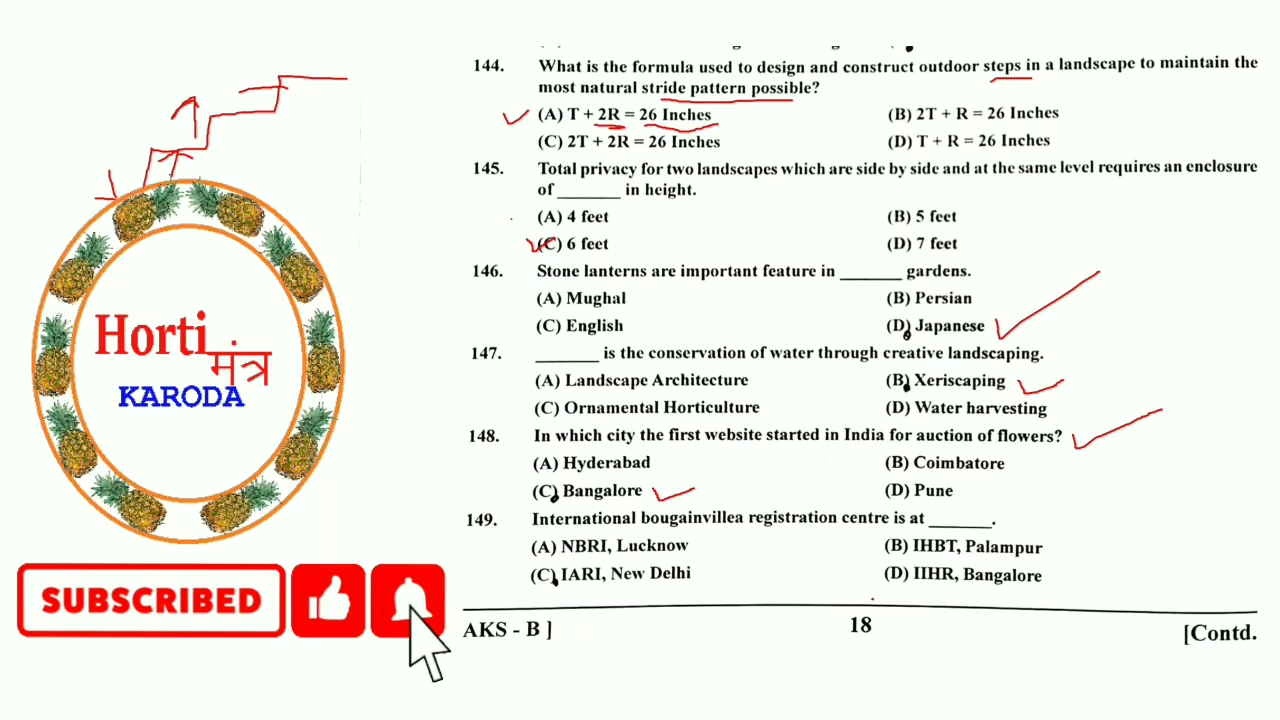 144. What is the formula used to design and construct outdoor steps in a landscape to maintain the
most natural stride pattern possible?
(A) T + 2R = 26 Inches (B) 2T + R = 26 Inches
(C) 2T + 2R = 26 Inches (D) T + R = 26 Inches
145. Total privacy for two landscapes which are side by side and at the same level requires an enclosure
of ______ in height.
(A) 4 feet (B) 5 feet
(C) 6 feet (D) 7 feet
146. Stone lanterns are important feature in ______ gardens.
(A) Mughal (B) Persian
(C) English (D) Japanese
147. ______ is the conservation of water through creative landscaping.
(A) Landscape Architecture (B) Xeriscaping
(C) Ornamental Horticulture (D) Water harvesting
148. In which city the first website started in India for auction of flowers?
(A) Hyderabad (B) Coimbatore
(C) Bangalore (D) Pune
149. International bougainvillea registration centre is at ______.
(A) NBRI, Lucknow (B) IHBT, Palampur
(C) IARI, New Delhi (D) IIHR, Bangalore
AKS - B ] 18 [Contd.
Horti
मंत्र
KARODA
SUBSCRIBED